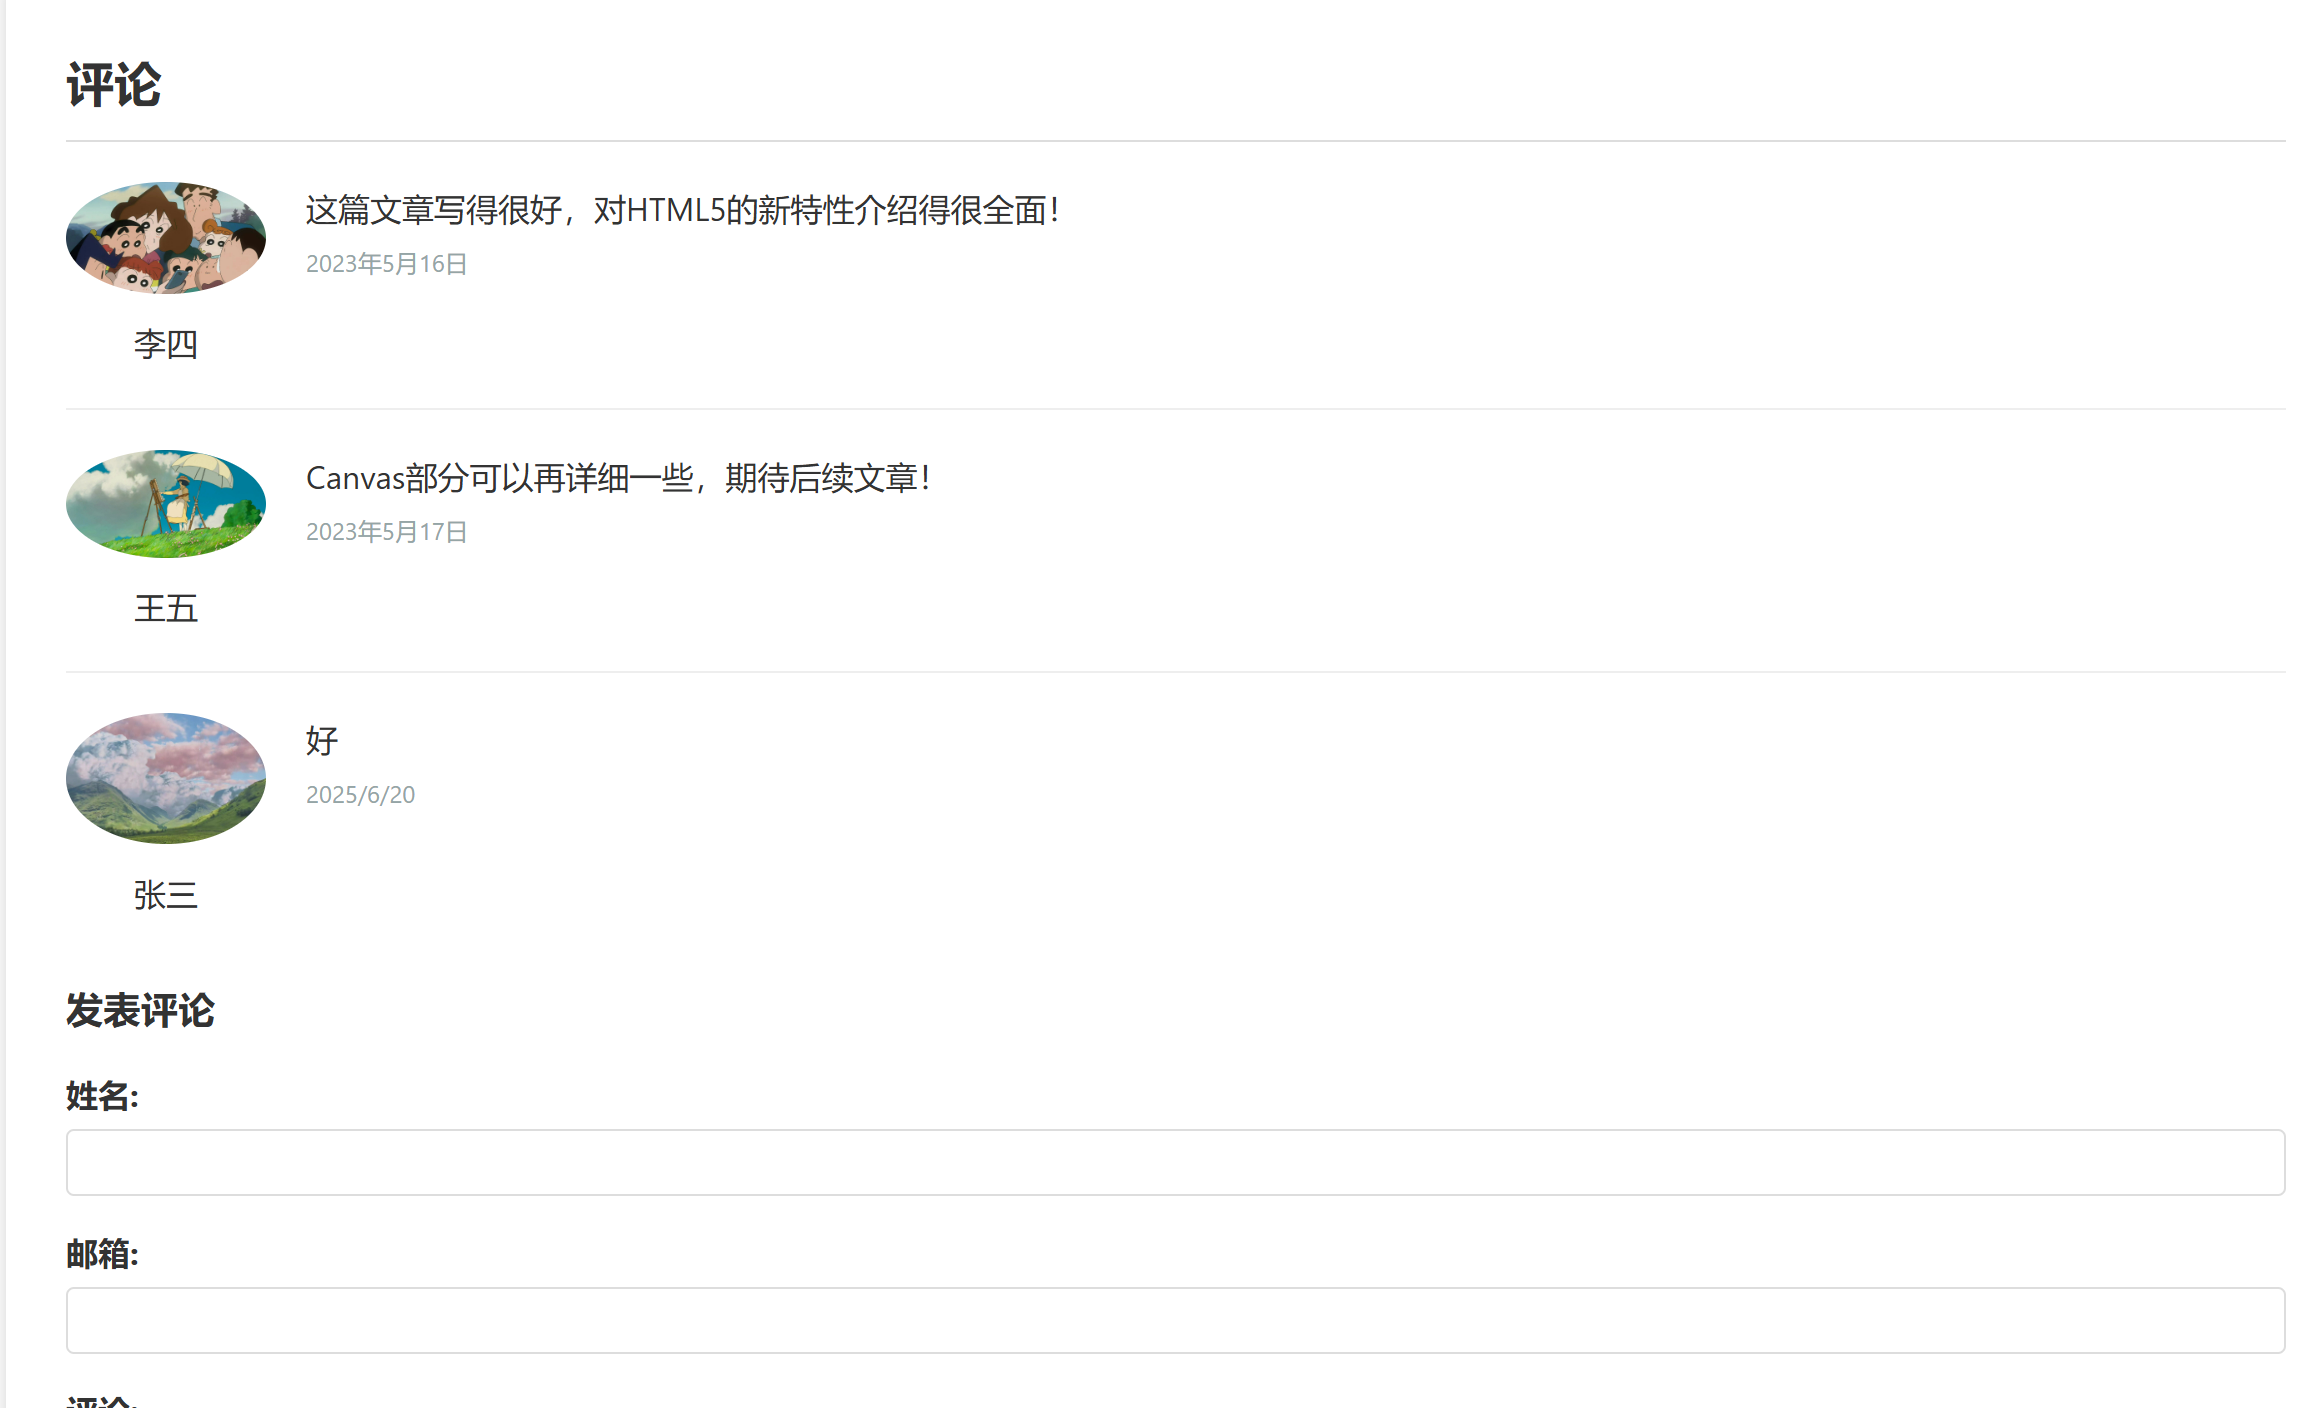 评论
这篇文章写得很好，对HTML5的新特性介绍得很全面！
2023年5月16日
李四
Canvas部分可以再详细一些，期待后续文章！
2023年5月17日
王五
好
2025/6/20
张三
发表评论
姓名:
邮箱:
评论: